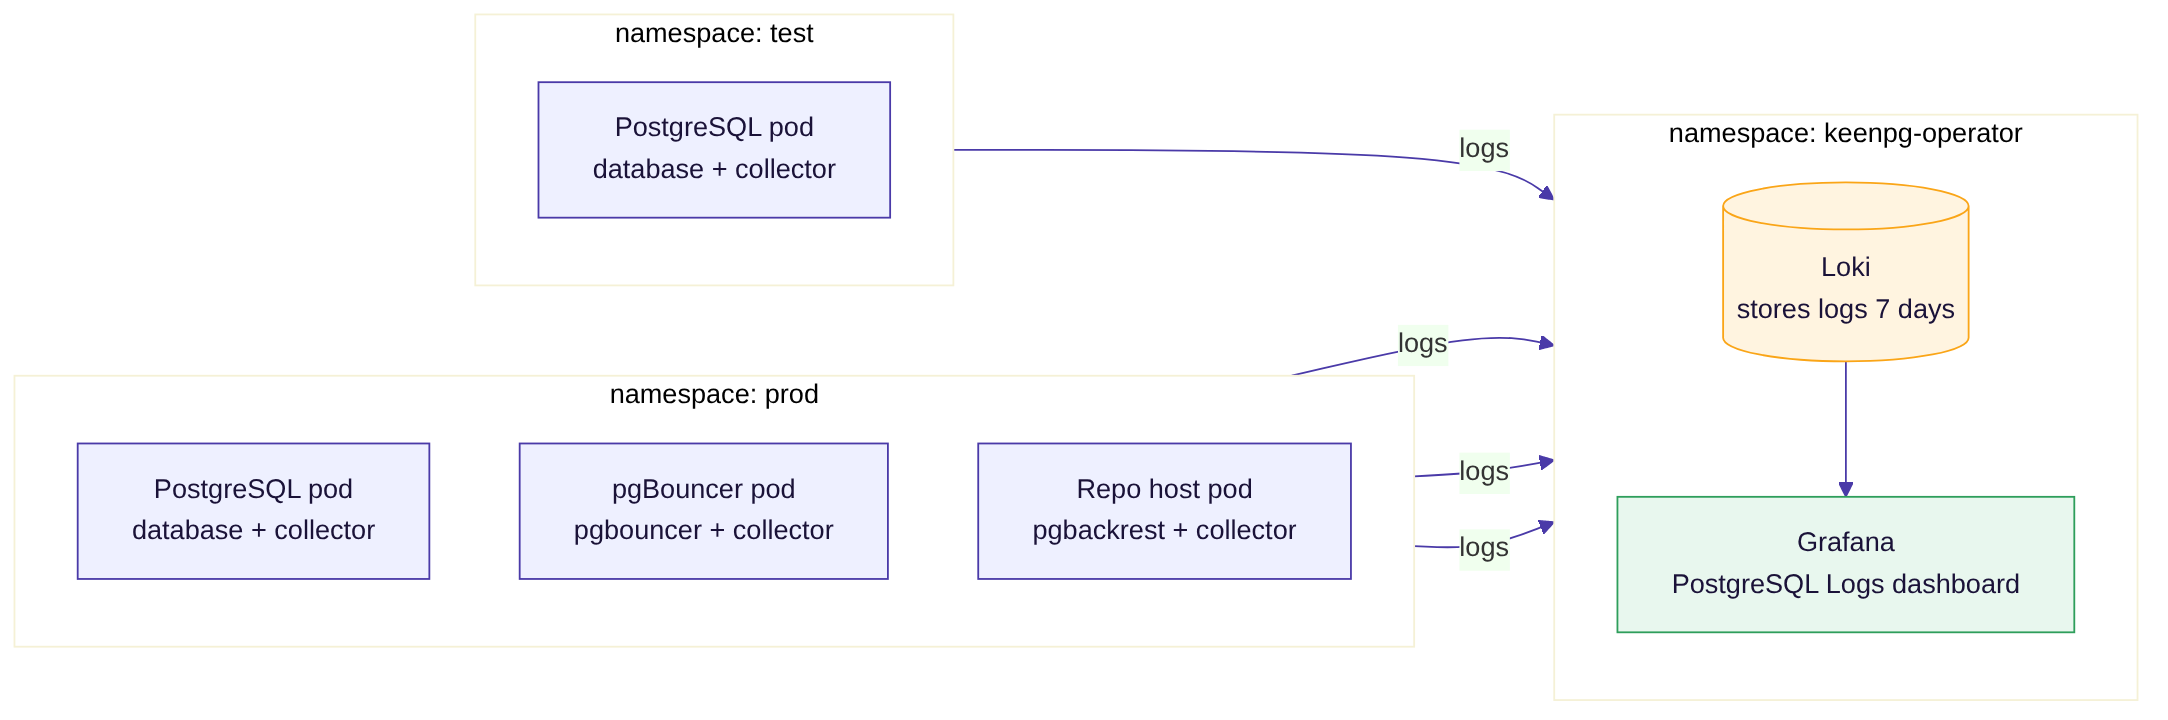 namespace: test
PostgreSQL pod
database + collector
logs
namespace: keenpg-operator
Loki
stores logs 7 days
logs
namespace: prod
PostgreSQL pod
database + collector
pgBouncer pod
pgbouncer + collector
Repo host pod
pgbackrest + collector
logs
logs
Grafana
PostgreSQL Logs dashboard